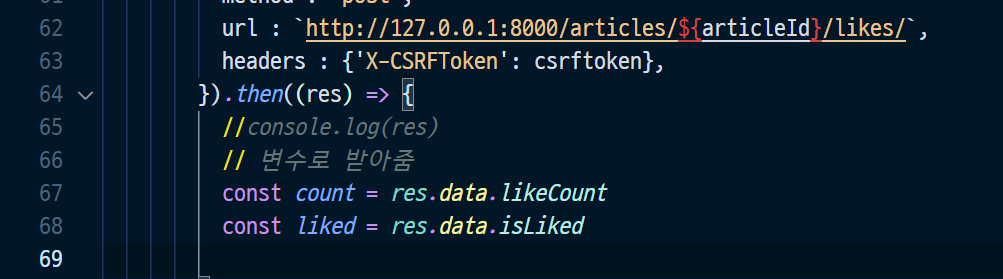 method : 'post',
62 url : `http://127.0.0.1:8000/articles/${articleId}/likes/`,
63 headers : {'X-CSRFToken': csrftoken},
64 }).then((res) => {
65 //console.log(res)
66 // 변수로 받아줌
67 const count = res.data.likeCount
68 const liked = res.data.isLiked
69